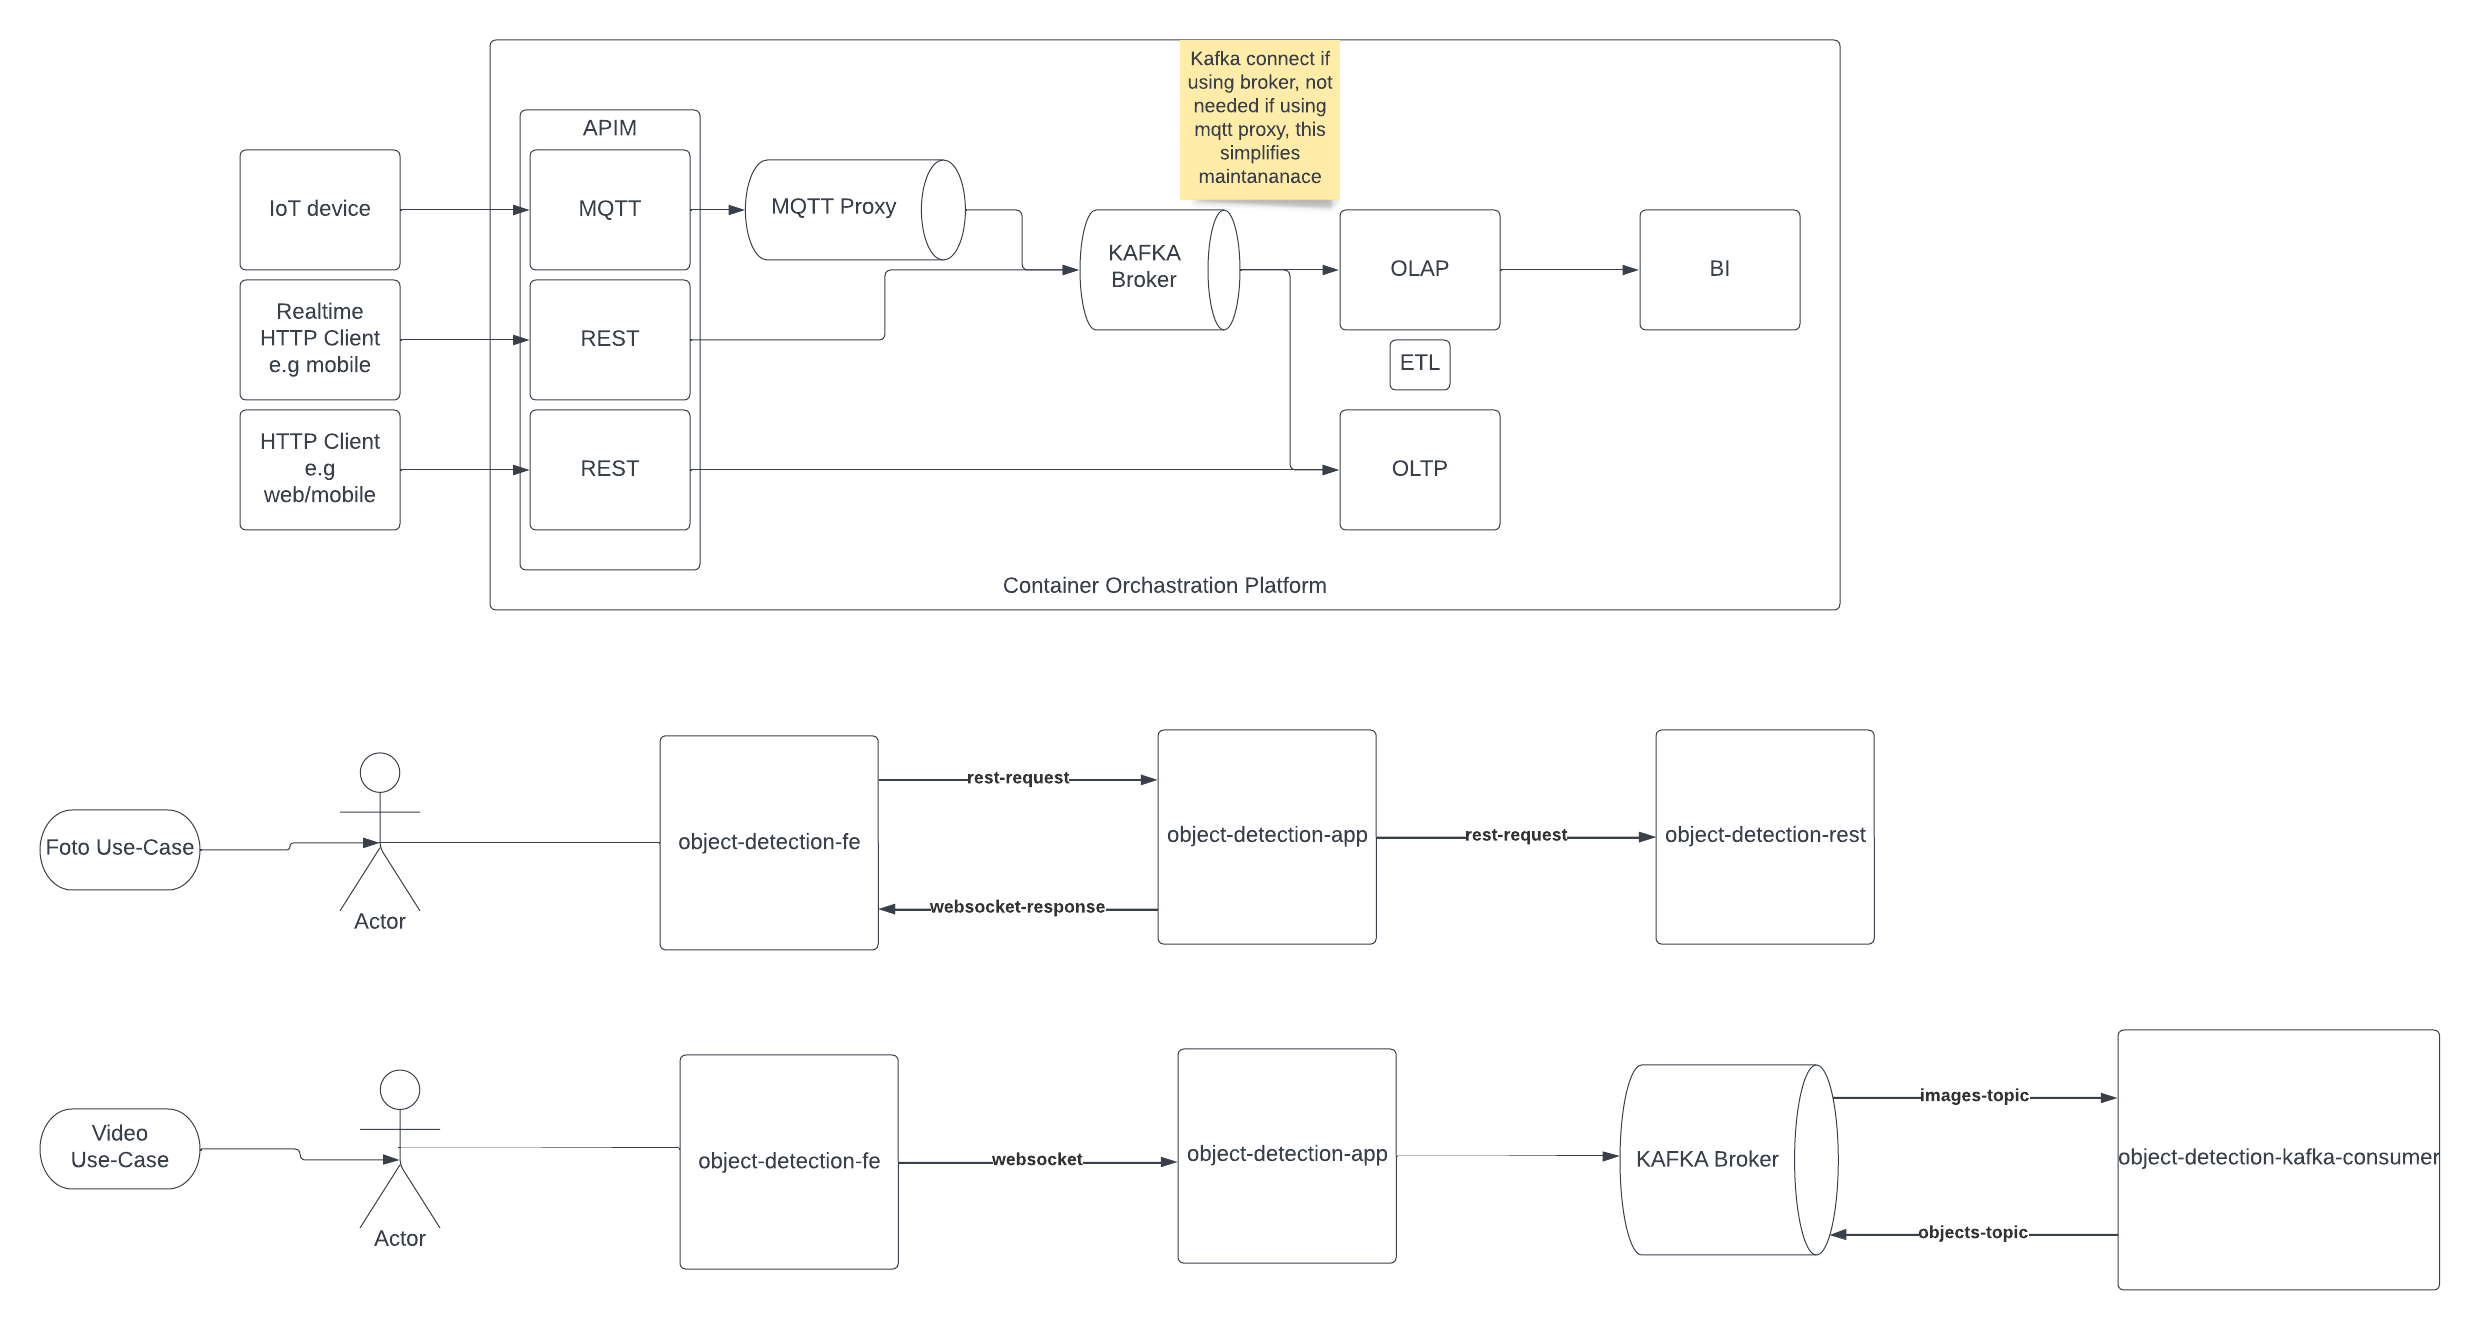 Kafka connect if
using broker, not
needed if using
mqtt proxy, this
simplifies
maintananace
APIM
IoT device
MQTT
MQTT Proxy
KAFKA
Broker
OLAP
BI
Realtime
HTTP Client
e.g mobile
REST
ETL
HTTP Client
e.g
web/mobile
REST
OLTP
Container Orchastration Platform
Foto Use-Case
Actor
object-detection-fe
rest-request
websocket-response
object-detection-app
rest-request
object-detection-rest
Video
Use-Case
Actor
object-detection-fe
websocket
object-detection-app
KAFKA Broker
images-topic
objects-topic
object-detection-kafka-consumer